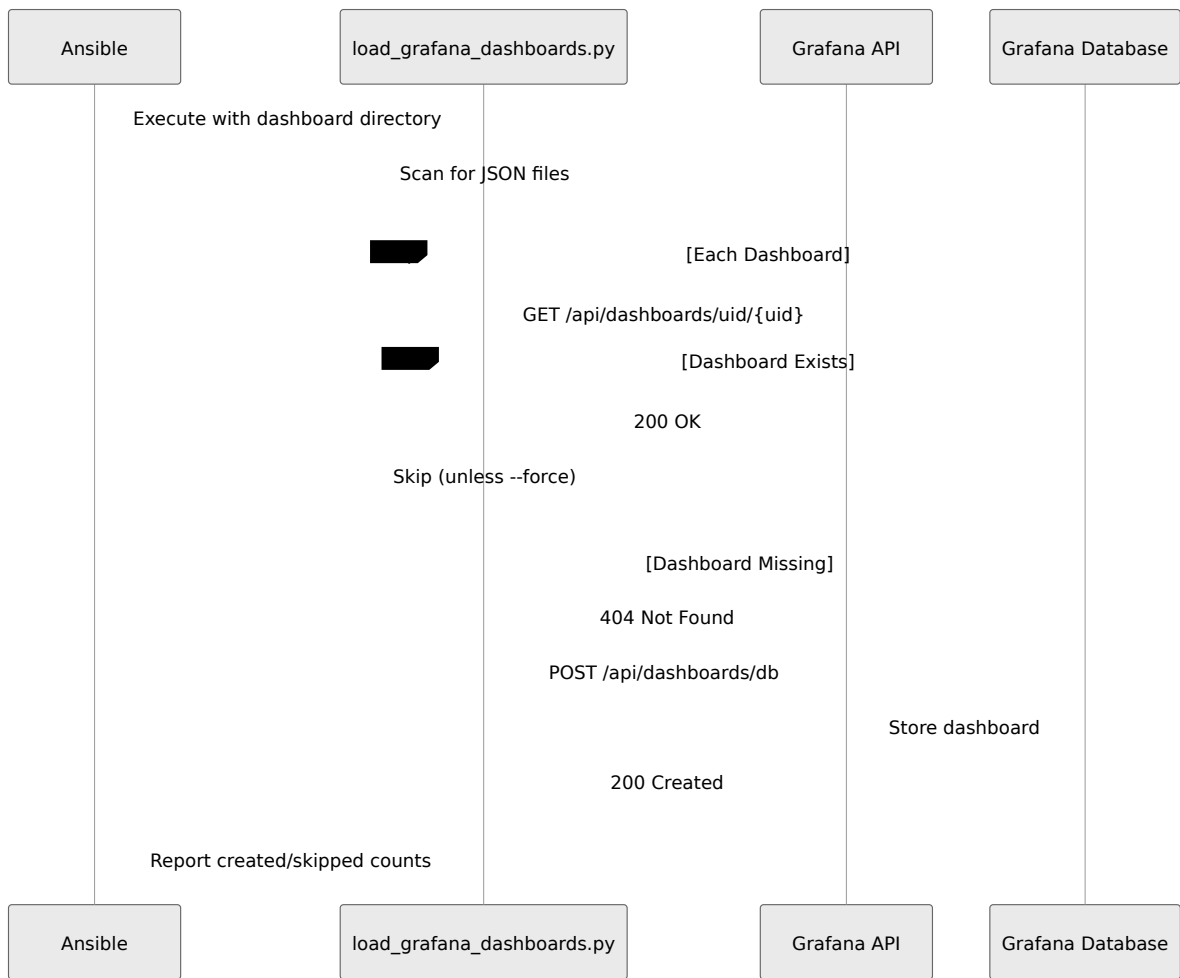 Ansible
load_grafana_dashboards.py
Grafana API
Grafana Database
Execute with dashboard directory
Scan for JSON files
[Each Dashboard]
GET /api/dashboards/uid/{uid}
[Dashboard Exists]
200 OK
Skip (unless --force)
[Dashboard Missing]
404 Not Found
POST /api/dashboards/db
Store dashboard
200 Created
Report created/skipped counts
Ansible
load_grafana_dashboards.py
Grafana API
Grafana Database